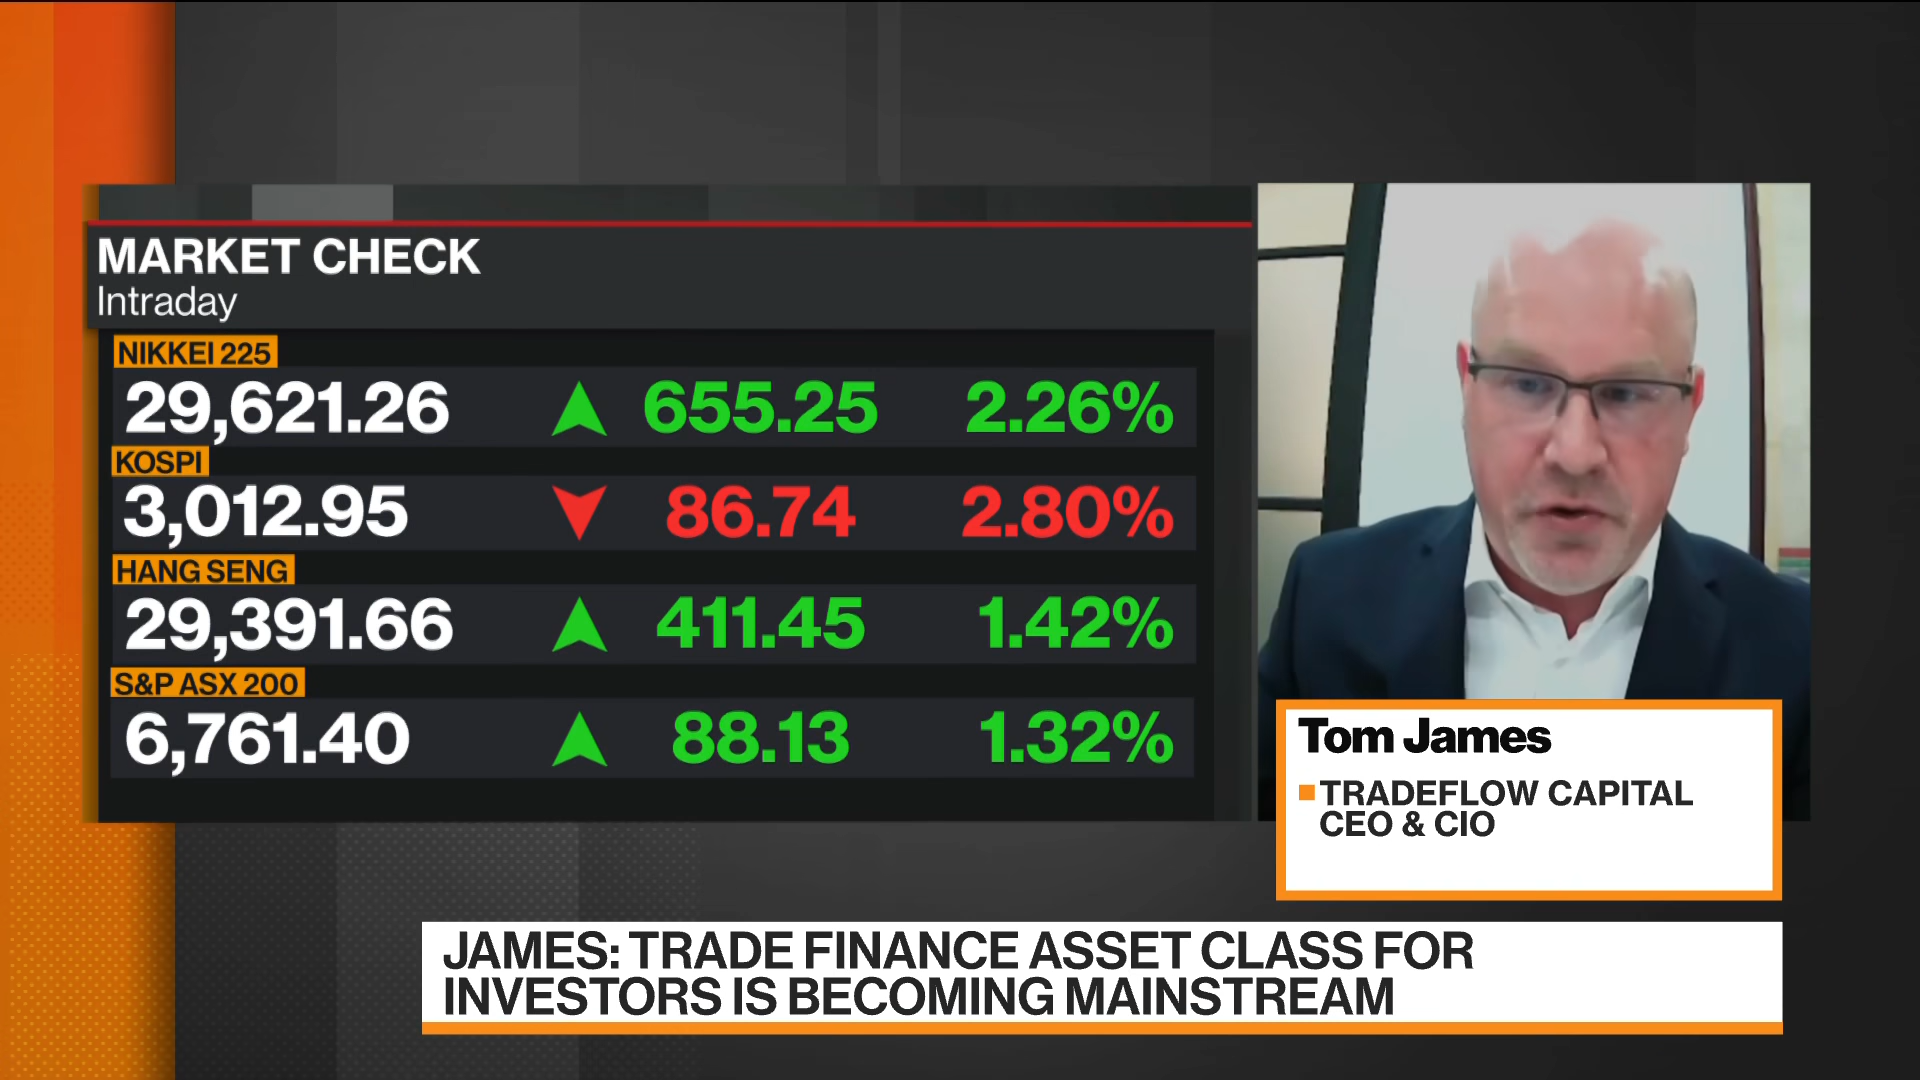 MARKET CHECK
Intraday
NIKKEI 225
29,621.26 ▲ 655.25 2.26%
KOSPI
3,012.95 ▼ 86.74 2.80%
HANG SENG
29,391.66 ▲ 411.45 1.42%
S&P ASX 200
6,761.40 ▲ 88.13 1.32%
Tom James
TRADEFLOW CAPITAL
CEO & CIO
JAMES: TRADE FINANCE ASSET CLASS FOR
INVESTORS IS BECOMING MAINSTREAM